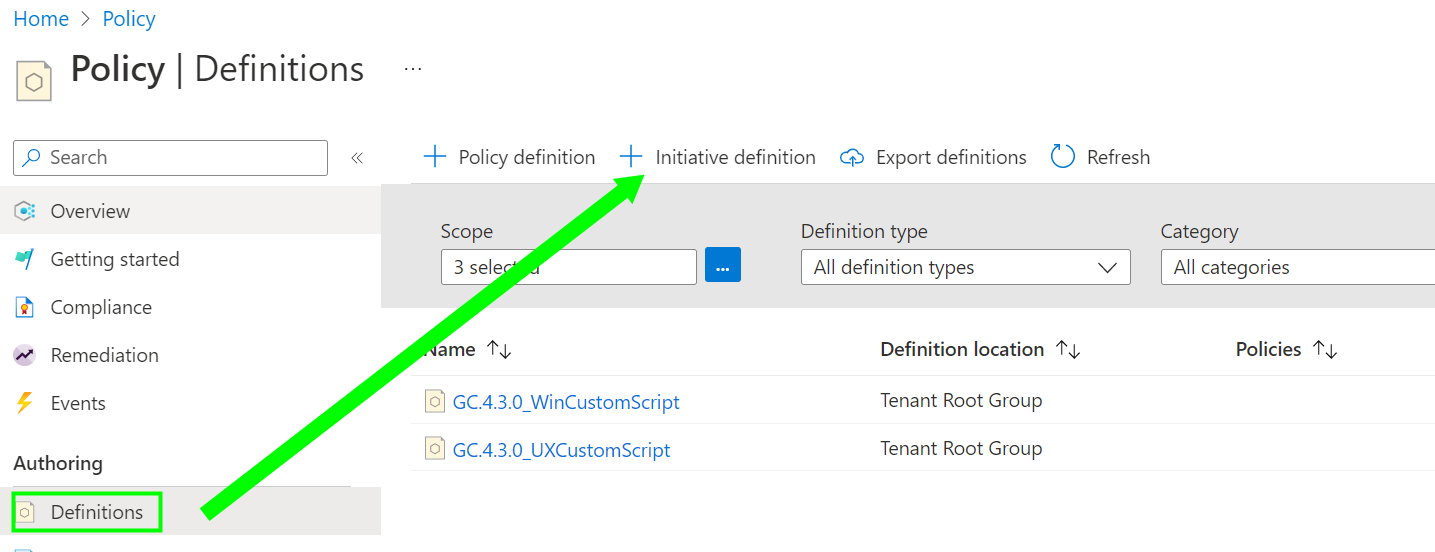 Home > Policy
Policy | Definitions ...
Search «
Overview
Getting started
Compliance
Remediation
Events
Authoring
Definitions
+ Policy definition + Initiative definition Export definitions Refresh
Scope Definition type Category
3 selected ... All definition types All categories
Name ↑↓ Definition location ↑↓ Policies ↑↓
GC.4.3.0_WinCustomScript Tenant Root Group
GC.4.3.0_UXCustomScript Tenant Root Group